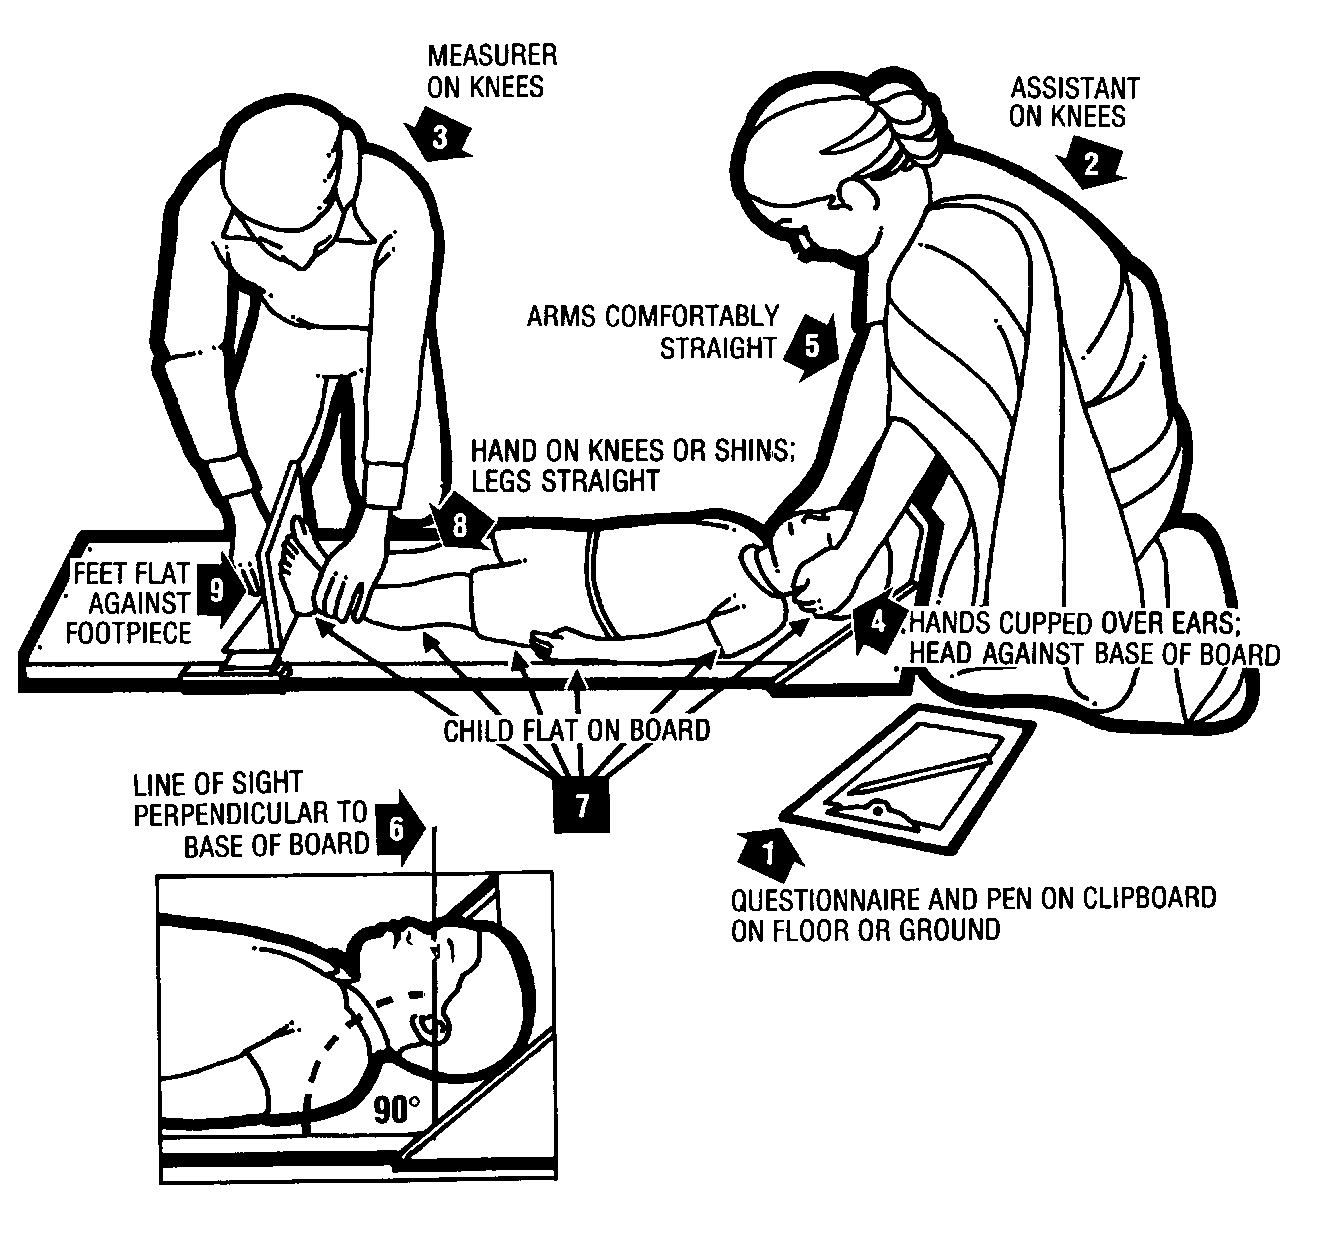 MEASURER
ON KNEES
3
ASSISTANT
ON KNEES
2
ARMS COMFORTABLY
STRAIGHT
5
HAND ON KNEES OR SHINS;
LEGS STRAIGHT
8
FEET FLAT
AGAINST
FOOTPIECE
9
4
HANDS CUPPED OVER EARS;
HEAD AGAINST BASE OF BOARD
CHILD FLAT ON BOARD
7
LINE OF SIGHT
PERPENDICULAR TO
BASE OF BOARD
6
1
QUESTIONNAIRE AND PEN ON CLIPBOARD
ON FLOOR OR GROUND
90°